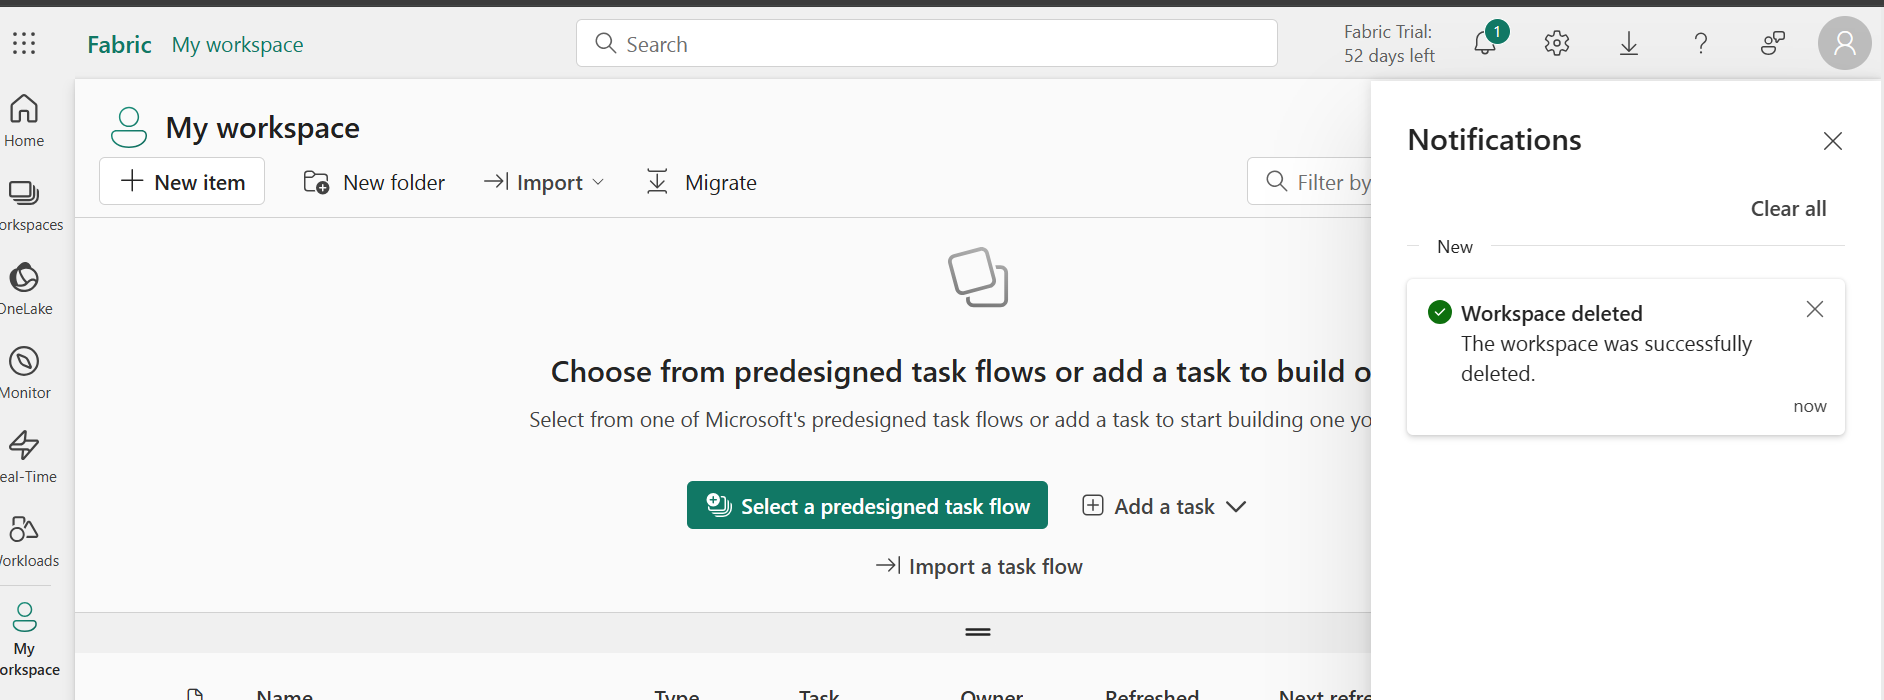 Fabric My workspace
Search
Fabric Trial:
52 days left
1
Home
orkspaces
OneLake
Monitor
eal-Time
orkloads
My
orkspace
My workspace
New item
New folder
Import
Migrate
Filter by
Choose from predesigned task flows or add a task to build o
Select from one of Microsoft's predesigned task flows or add a task to start building one yo
Select a predesigned task flow
Add a task
Import a task flow
Name Type Task Owner Refreshed Next refre
Notifications
Clear all
New
Workspace deleted
The workspace was successfully
deleted.
now